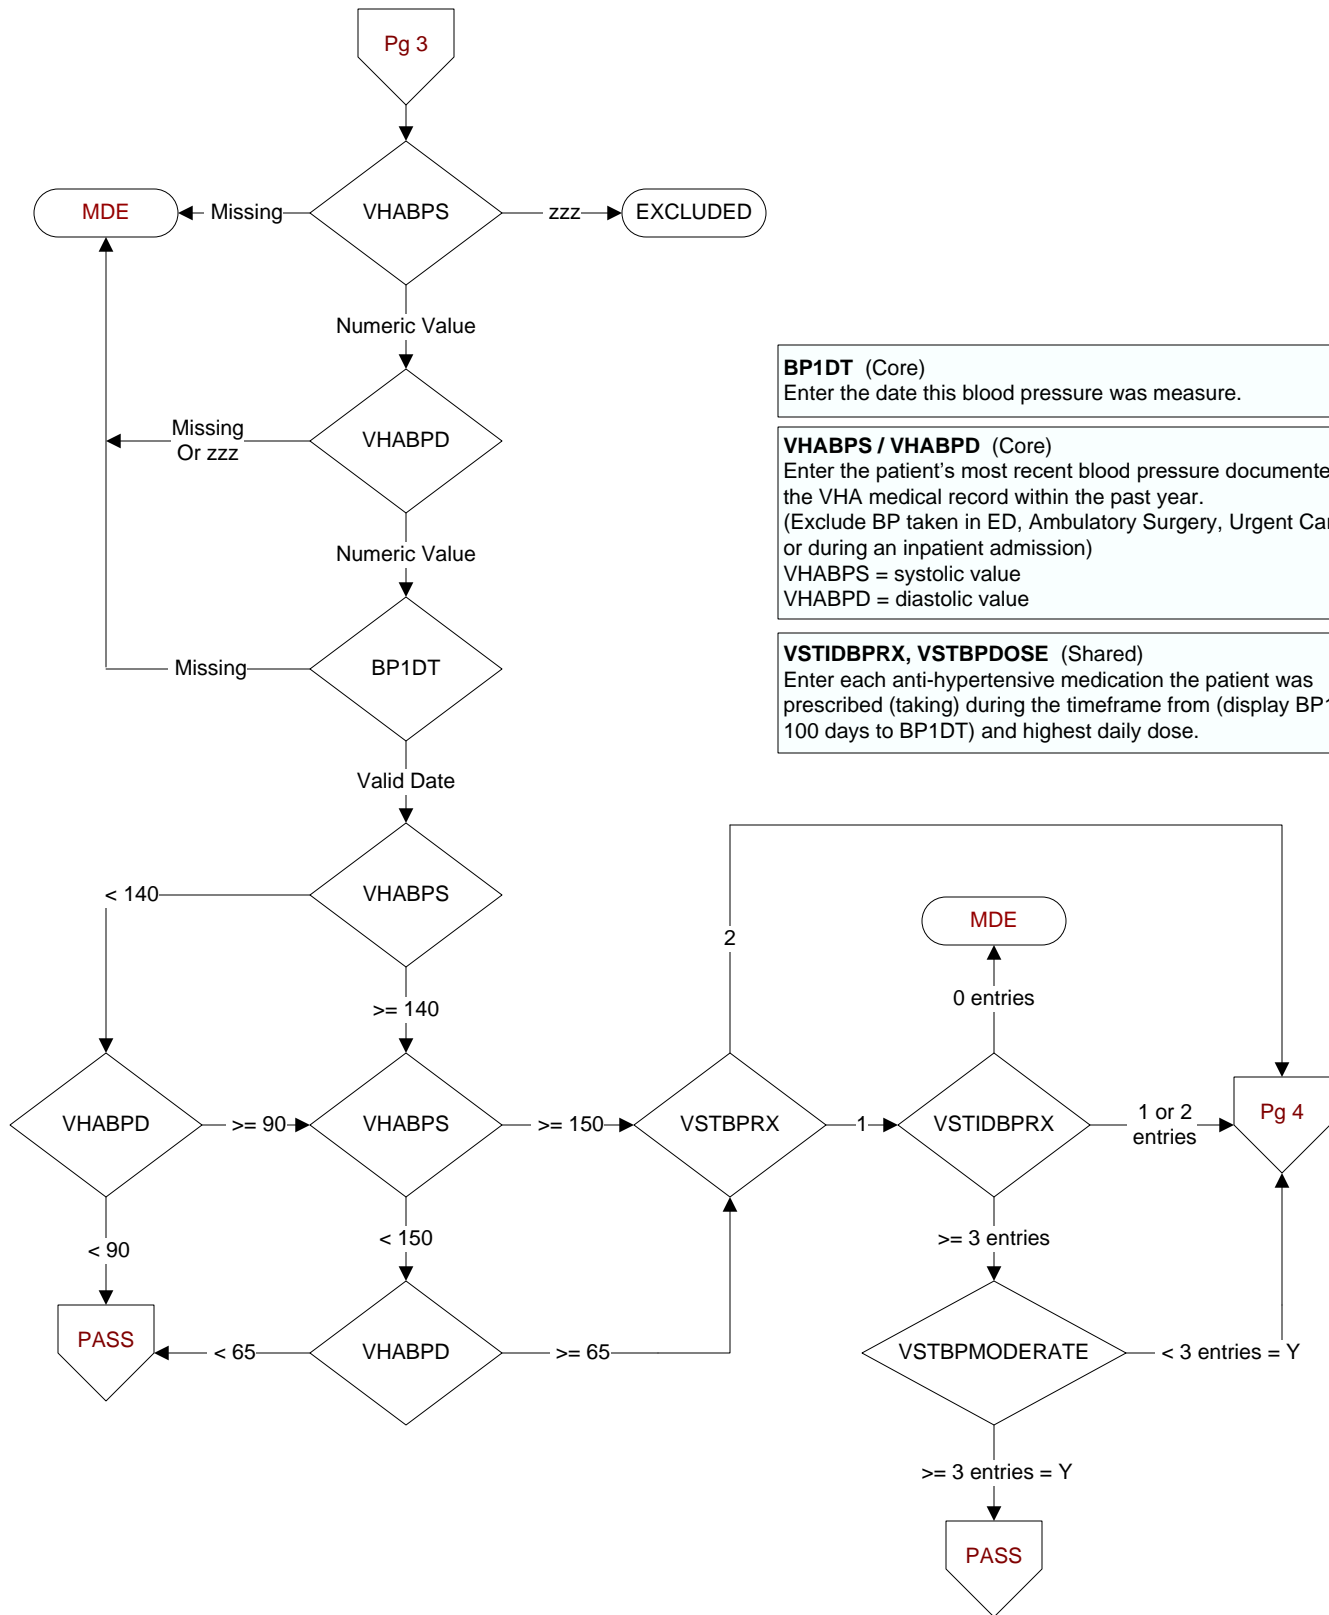 Pg 3
MDE
Missing
VHABPS
zzz
EXCLUDED
Numeric Value
BP1DT (Core)
Enter the date this blood pressure was measure.
Missing
Or zzz
VHABPD
VHABPS / VHABPD (Core)
Enter the patient's most recent blood pressure documente
the VHA medical record within the past year.
(Exclude BP taken in ED, Ambulatory Surgery, Urgent Car
or during an inpatient admission)
VHABPS = systolic value
VHABPD = diastolic value
Numeric Value
Missing
BP1DT
VSTIDBPRX, VSTBPDOSE (Shared)
Enter each anti-hypertensive medication the patient was
prescribed (taking) during the timeframe from (display BP1
100 days to BP1DT) and highest daily dose.
Valid Date
< 140
VHABPS
MDE
2
>= 140
0 entries
VHABPD
>= 90
VHABPS
>= 150
VSTBPRX
1
VSTIDBPRX
1 or 2
entries
Pg 4
< 90
< 150
>= 3 entries
PASS
< 65
VHABPD
>= 65
VSTBPMODERATE
< 3 entries = Y
>= 3 entries = Y
PASS